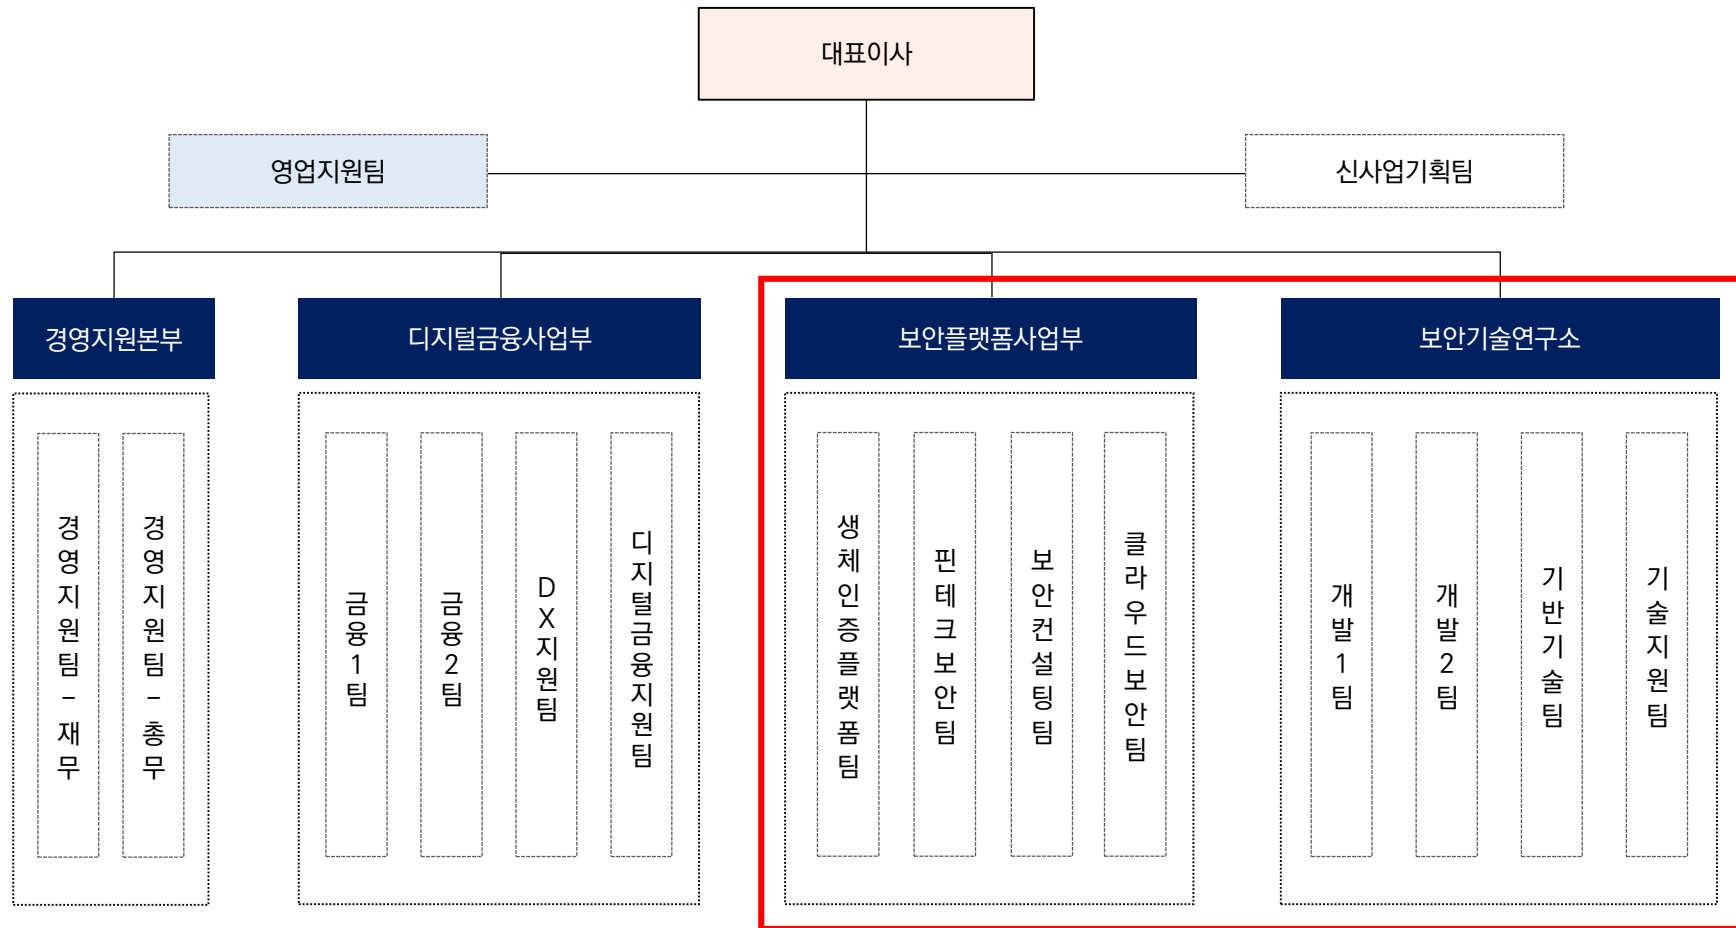 대표이사
영업지원팀
신사업기획팀
경영지원본부
디지털금융사업부
보안플랫폼사업부
보안기술연구소
경영지원팀-재무
경영지원팀-총무
금융1팀
금융2팀
DX지원팀
디지털금융지원팀
생체인증플랫폼팀
핀테크보안팀
보안컨설팅팀
클라우드보안팀
개발1팀
개발2팀
기반기술팀
기술지원팀